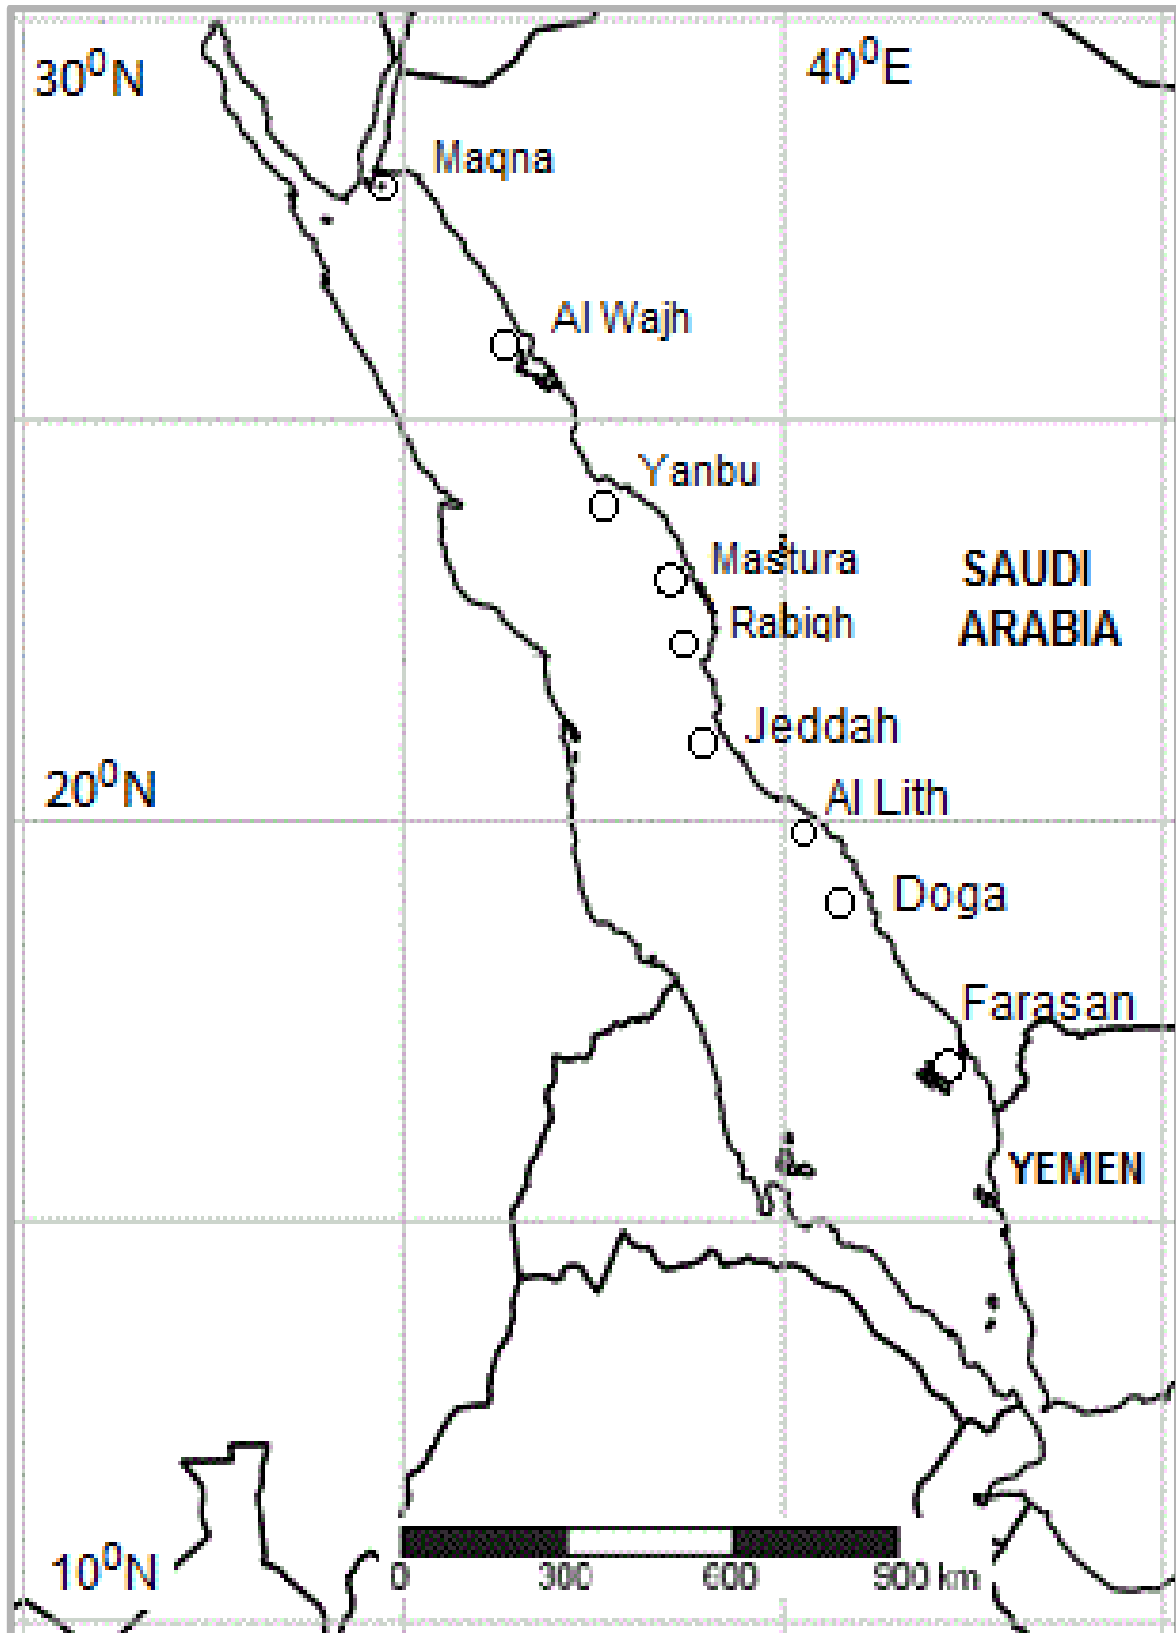 30⁰N
40⁰E
Maqna
Al Wajh
Yanbu
Mastura
SAUDI
ARABIA
Rabigh
Jeddah
20⁰N
Al Lith
Doga
Farasan
YEMEN
10⁰N
0 300 600 900 km